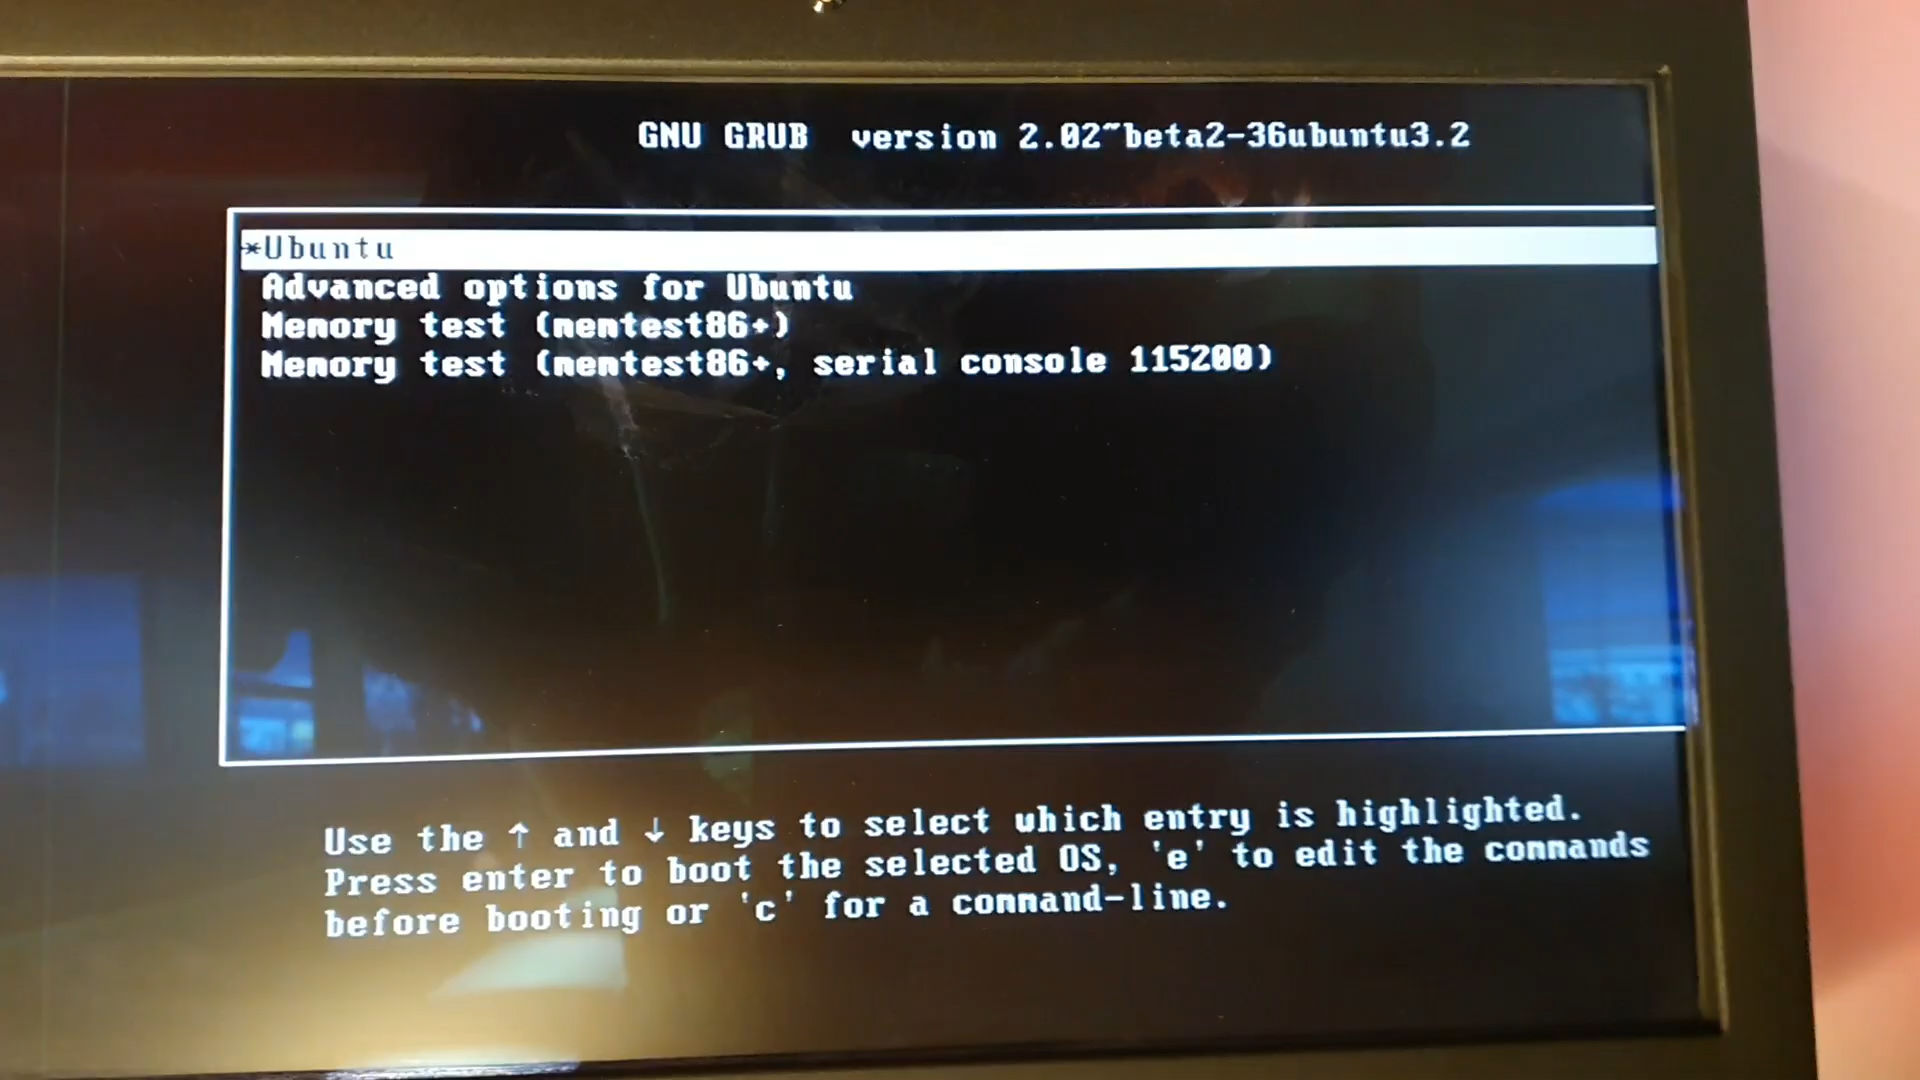 GNU GRUB version 2.02~beta2-36ubuntu3.2
*Ubuntu
Advanced options for Ubuntu
Memory test (memtest86+)
Memory test (memtest86+, serial console 115200)
Use the ↑ and ↓ keys to select which entry is highlighted.
Press enter to boot the selected OS, 'e' to edit the commands
before booting or 'c' for a command-line.